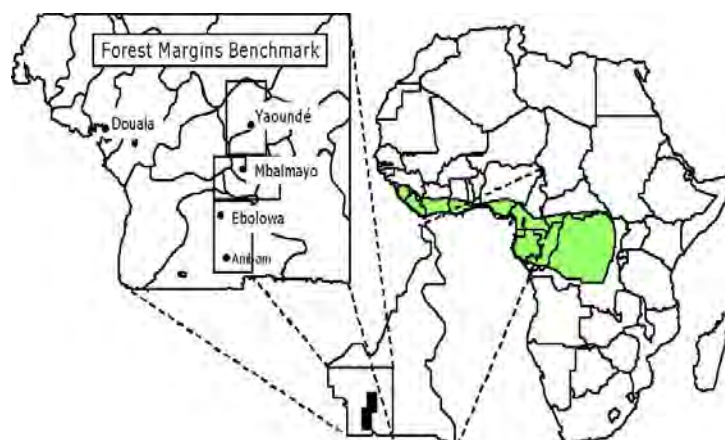 Forest Margins Benchmark
Yaoundé
Douala
Mbalmayo
Ebolowa
Ambam